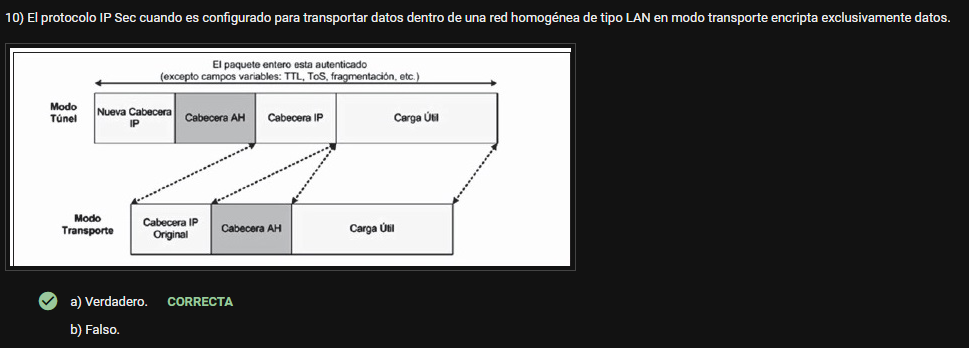 10) El protocolo IP Sec cuando es configurado para transportar datos dentro de una red homogénea de tipo LAN en modo transporte encripta exclusivamente datos.
El paquete entero esta autenticado
(excepto campos variables: TTL, ToS, fragmentación, etc.)
Modo
Túnel
Nueva Cabecera
IP
Cabecera AH
Cabecera IP
Carga Útil
Modo
Transporte
Cabecera IP
Original
Cabecera AH
Carga Útil
a) Verdadero. CORRECTA
b) Falso.